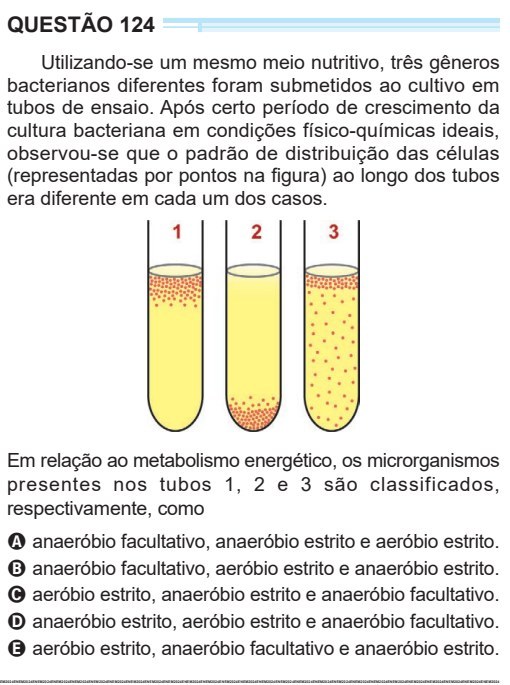 QUESTÃO 124
Utilizando-se um mesmo meio nutritivo, três gêneros
bacterianos diferentes foram submetidos ao cultivo em
tubos de ensaio. Após certo período de crescimento da
cultura bacteriana em condições físico-químicas ideais,
observou-se que o padrão de distribuição das células
(representadas por pontos na figura) ao longo dos tubos
era diferente em cada um dos casos.
1 2 3
Em relação ao metabolismo energético, os microrganismos
presentes nos tubos 1, 2 e 3 são classificados,
respectivamente, como
A anaeróbio facultativo, anaeróbio estrito e aeróbio estrito.
B anaeróbio facultativo, aeróbio estrito e anaeróbio estrito.
C aeróbio estrito, anaeróbio estrito e anaeróbio facultativo.
D anaeróbio estrito, aeróbio estrito e anaeróbio facultativo.
E aeróbio estrito, anaeróbio facultativo e anaeróbio estrito.